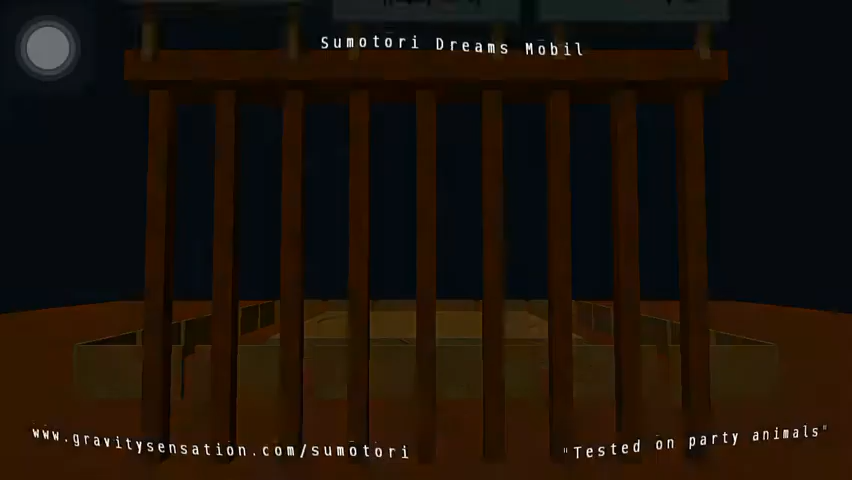 Sumotori Dreams Mobil
www.gravitysensation.com/sumotori
"Tested on party animals"